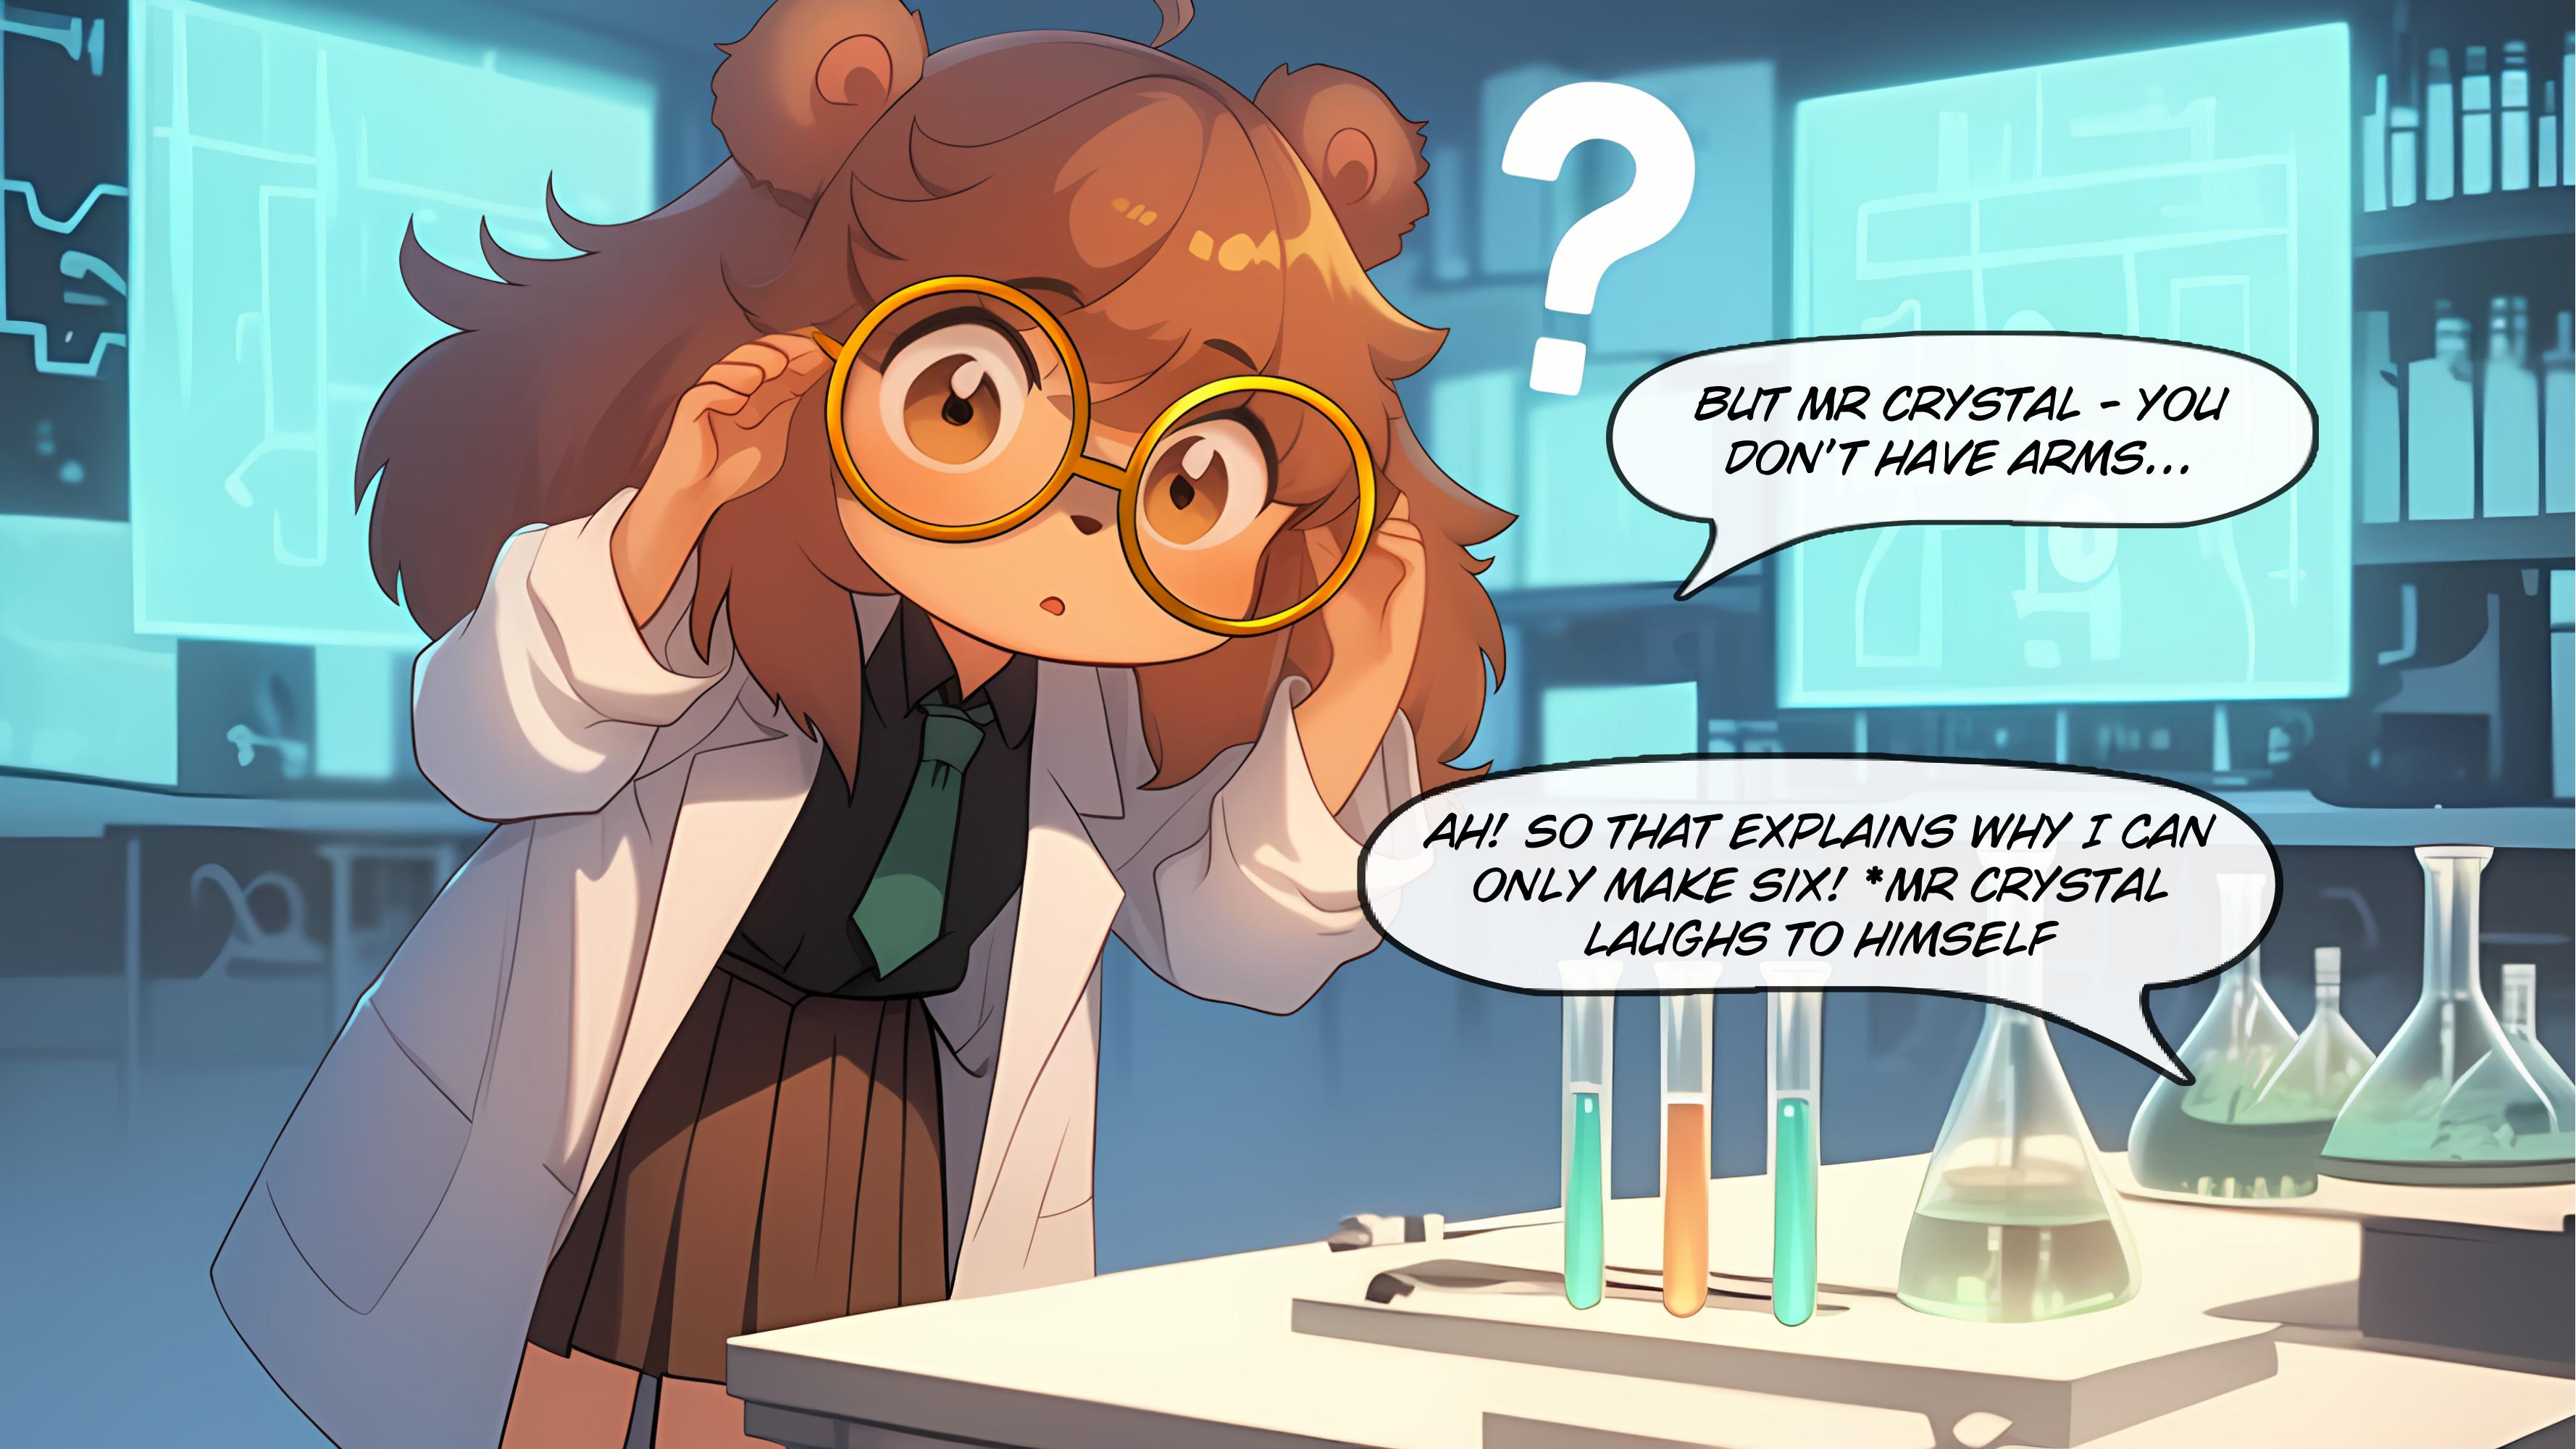 ?
BUT MR CRYSTAL - YOU
DON'T HAVE ARMS...
AH! SO THAT EXPLAINS WHY I CAN
ONLY MAKE SIX! *MR CRYSTAL
LAUGHS TO HIMSELF